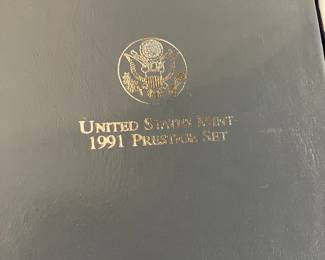 UNITED STATES MINT
1991 PRESTIGE SET